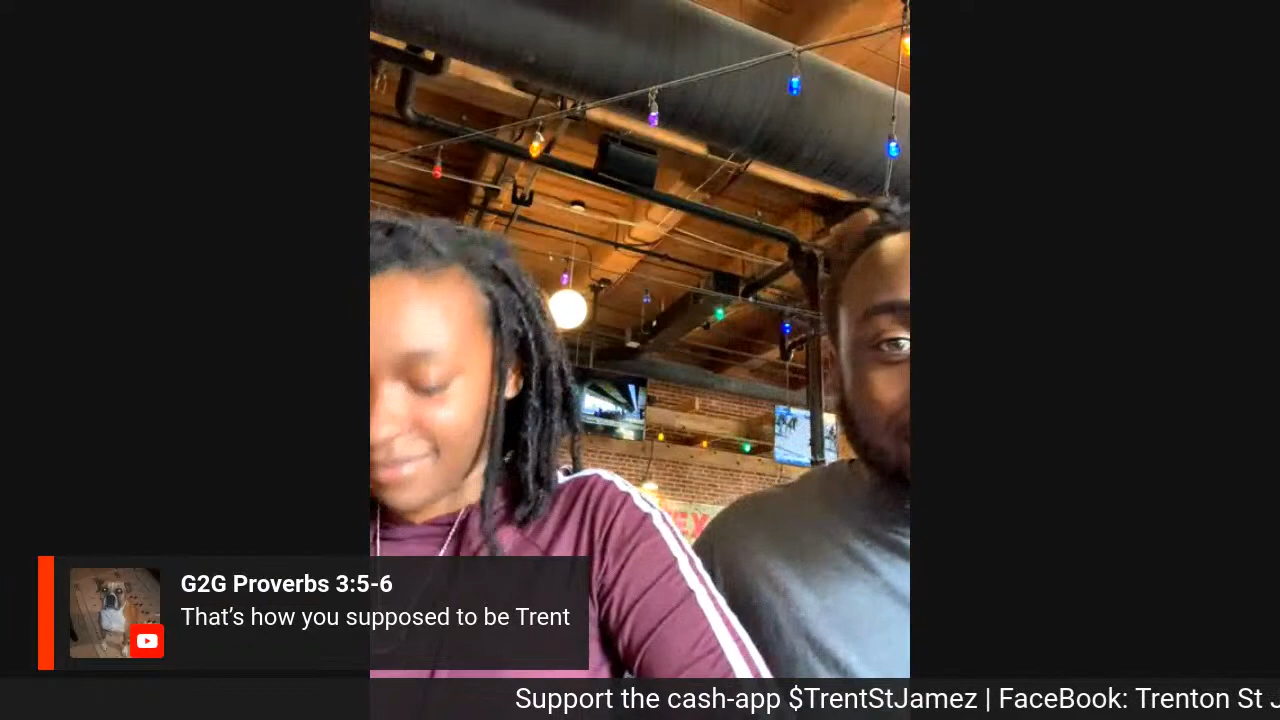 G2G Proverbs 3:5-6
That’s how you supposed to be Trent
Support the cash-app $TrentStJamez | FaceBook: Trenton St J